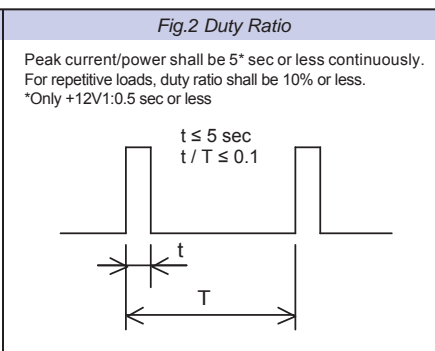 Fig.2 Duty Ratio
Peak current/power shall be 5* sec or less continuously.
For repetitive loads, duty ratio shall be 10% or less.
*Only +12V1:0.5 sec or less
t ≤ 5 sec
t / T ≤ 0.1
t
T